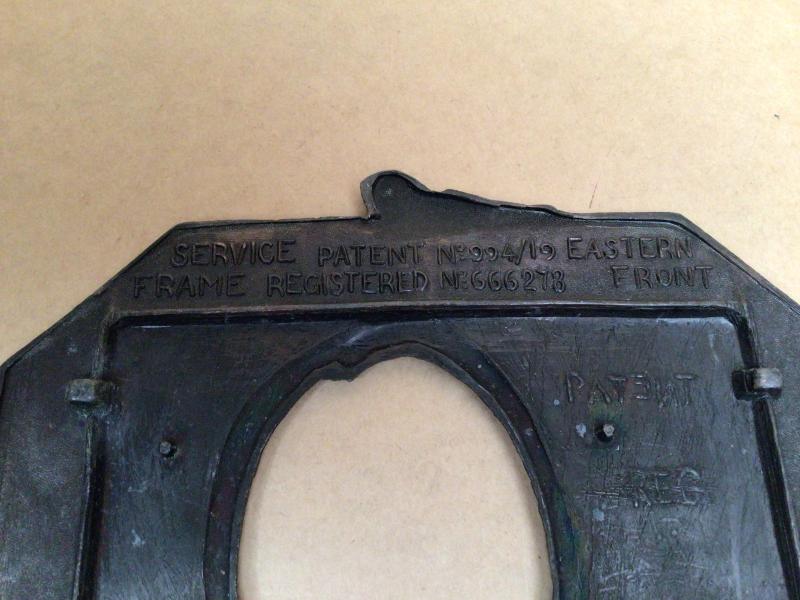 SERVICE PATENT No 994/19 EASTERN
FRAME REGISTERED No 666278 FRONT
PATENT
REG